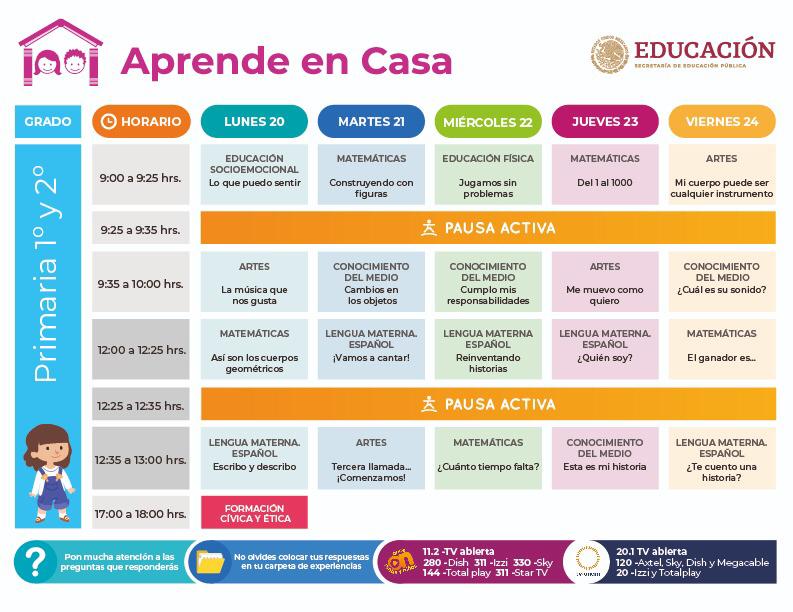 Aprende en Casa
EDUCACIÓN
SECRETARÍA DE EDUCACIÓN PÚBLICA
GRADO
HORARIO
LUNES 20
MARTES 21
MIÉRCOLES 22
JUEVES 23
VIERNES 24
Primaria 1º y 2º
9:00 a 9:25 hrs.
EDUCACIÓN
SOCIOEMOCIONAL
Lo que puedo sentir
MATEMÁTICAS
Construyendo con
figuras
EDUCACIÓN FÍSICA
Jugamos sin
problemas
MATEMÁTICAS
Del 1 al 1000
ARTES
Mi cuerpo puede ser
cualquier instrumento
9:25 a 9:35 hrs.
PAUSA ACTIVA
9:35 a 10:00 hrs.
ARTES
La música que
nos gusta
CONOCIMIENTO
DEL MEDIO
Cambios en
los objetos
CONOCIMIENTO
DEL MEDIO
Cumplo mis
responsabilidades
ARTES
Me muevo como
quiero
CONOCIMIENTO
DEL MEDIO
¿Cuál es su sonido?
12:00 a 12:25 hrs.
MATEMÁTICAS
Así son los cuerpos
geométricos
LENGUA MATERNA.
ESPAÑOL
¡Vamos a cantar!
LENGUA MATERNA
ESPAÑOL
Reinventando
historias
LENGUA MATERNA.
ESPAÑOL
¿Quién soy?
MATEMÁTICAS
El ganador es...
12:25 a 12:35 hrs.
PAUSA ACTIVA
12:35 a 13:00 hrs.
LENGUA MATERNA.
ESPAÑOL
Escribo y describo
ARTES
Tercera llamada...
¡Comenzamos!
MATEMÁTICAS
¿Cuánto tiempo falta?
CONOCIMIENTO
DEL MEDIO
Esta es mi historia
LENGUA MATERNA.
ESPAÑOL
¿Te cuento una
historia?
17:00 a 18:00 hrs.
FORMACIÓN
CÍVICA Y ÉTICA
?
Pon mucha atención a las
preguntas que responderás
No olvides colocar tus respuestas
en tu carpeta de experiencias
11.2 -TV abierta
280 -Dish 311 -Izzi 330 -Sky
144 -Total play 311 -Star TV
20.1 TV abierta
120 -Axtel, Sky, Dish y Megacable
20 -Izzi y Totalplay